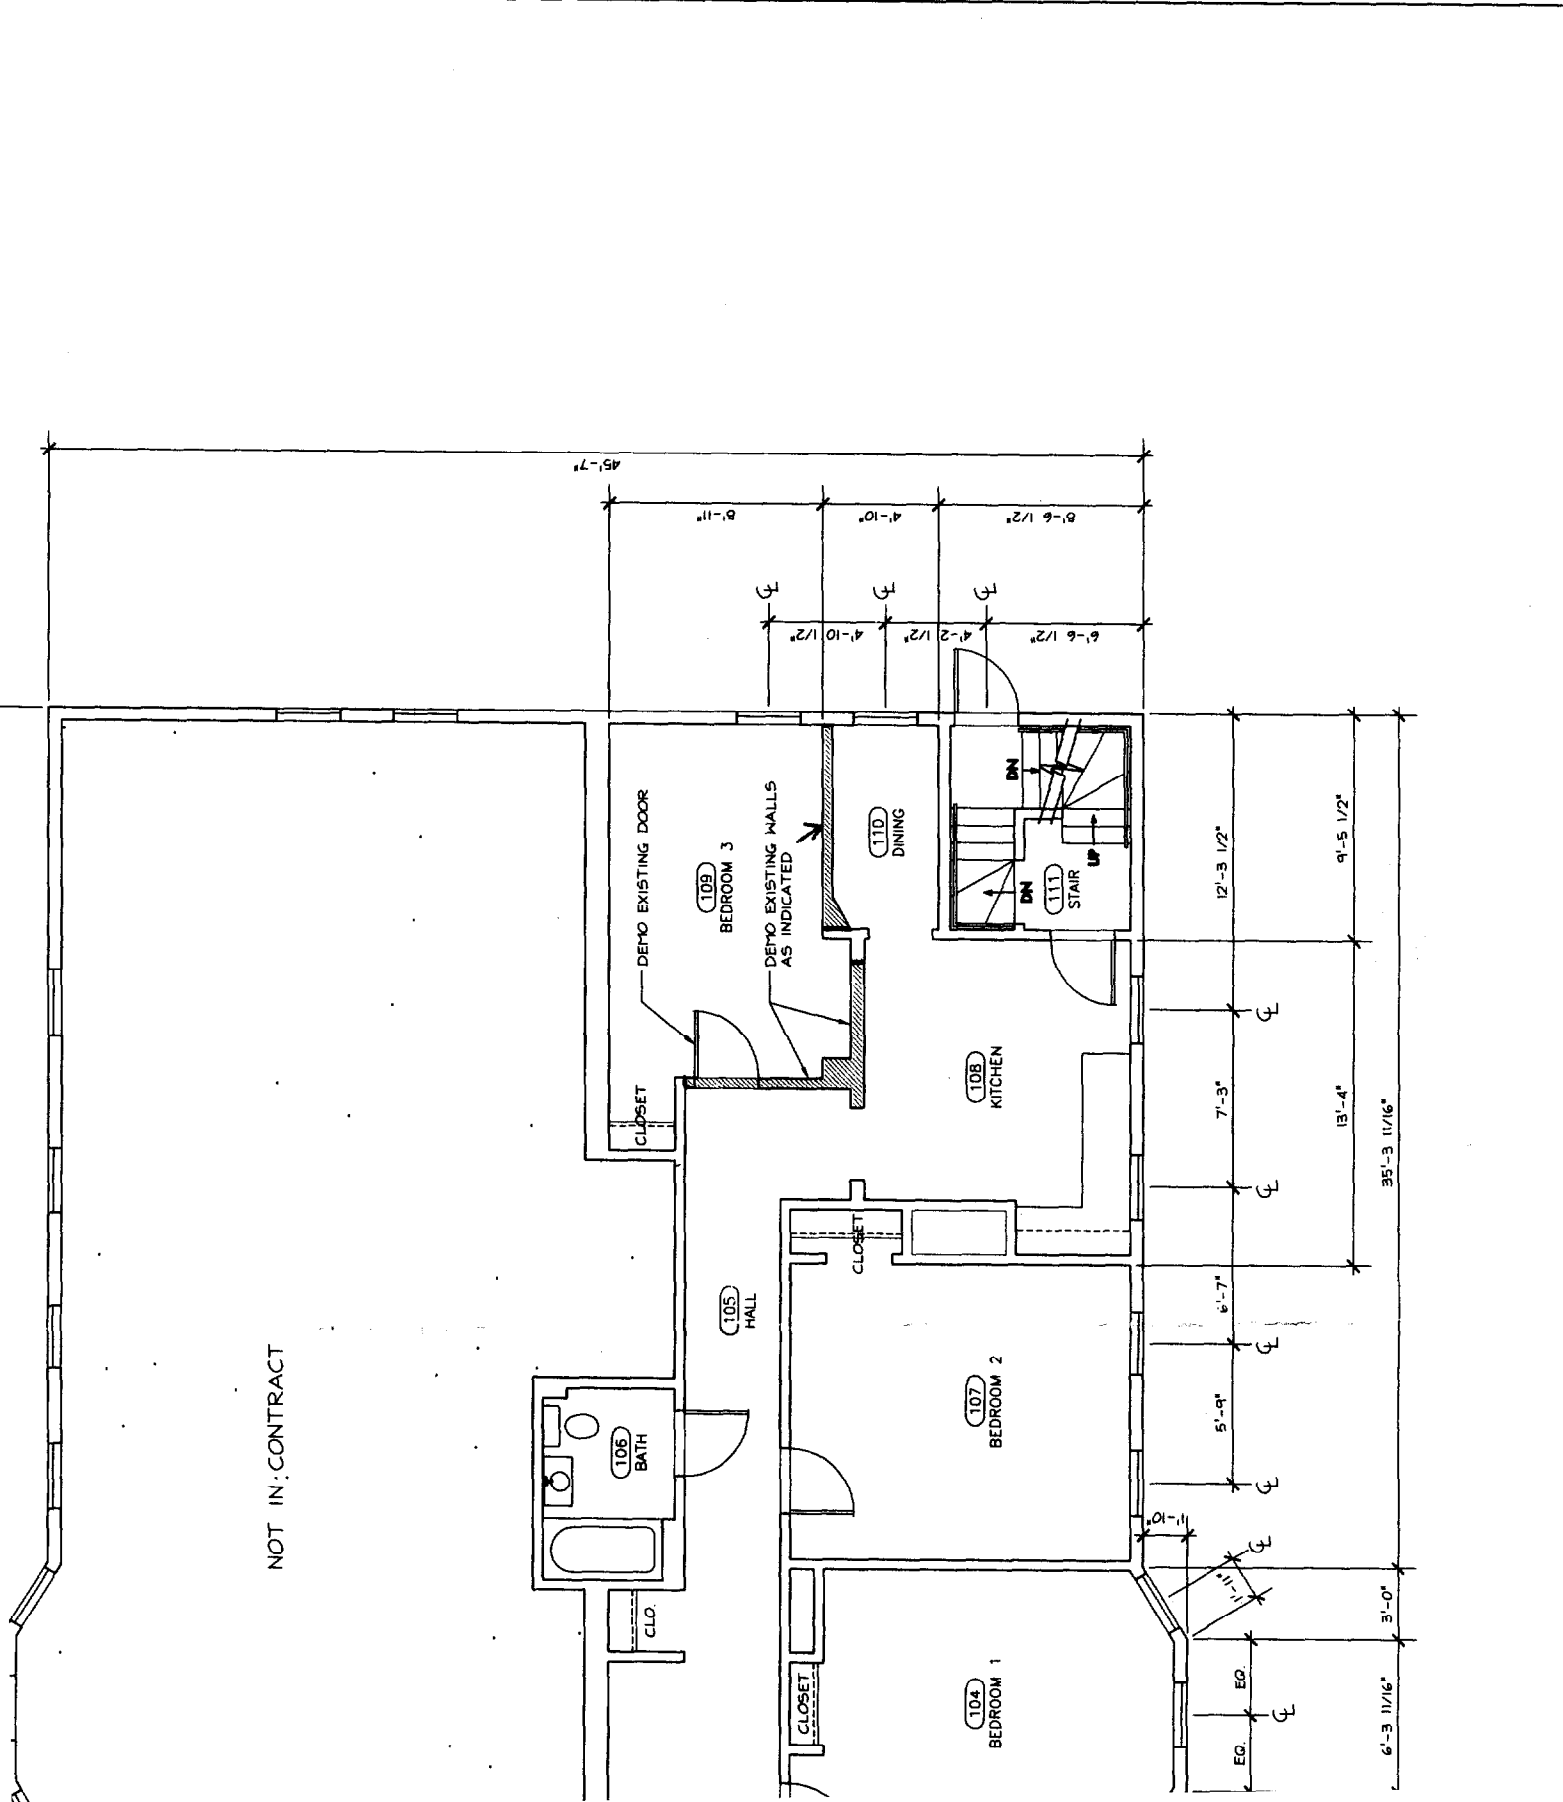 45'-7"
8'-11"
4'-10"
8'-6 1/2"
℄
℄
℄
4'-10 1/2"
4'-2 1/2"
6'-6 1/2"
DEMO EXISTING DOOR
109
BEDROOM 3
DEMO EXISTING WALLS
AS INDICATED
110
DINING
DN
DN
UP
111
STAIR
12'-3 1/2"
9'-5 1/2"
CLOSET
108
KITCHEN
℄
7'-3"
13'-4"
35'-3 11/16"
℄
CLOSET
105
HALL
6'-7"
℄
NOT IN CONTRACT
106
BATH
107
BEDROOM 2
5'-9"
℄
1'-10"
℄
1'-11"
3'-0"
CLO.
CLOSET
104
BEDROOM 1
EQ.
℄
EQ.
6'-3 11/16"